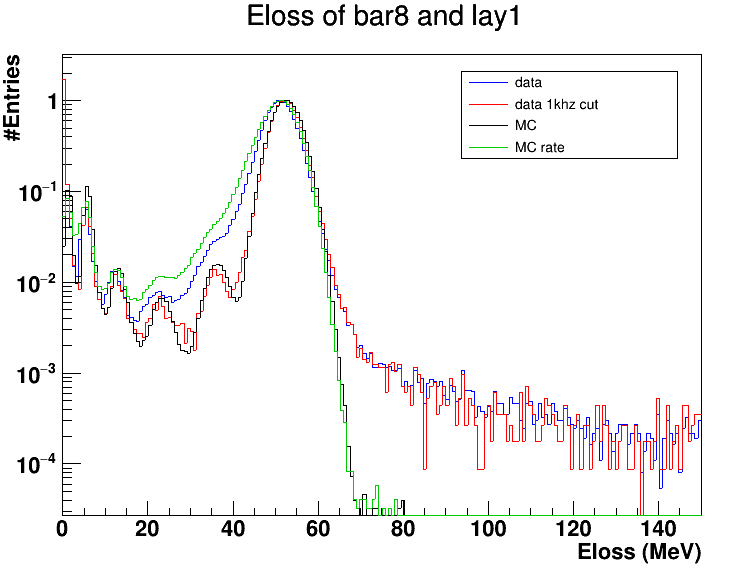 Eloss of bar8 and lay1
#Entries
data
data 1khz cut
MC
MC rate
1
10⁻¹
10⁻²
10⁻³
10⁻⁴
0 20 40 60 80 100 120 140
Eloss (MeV)